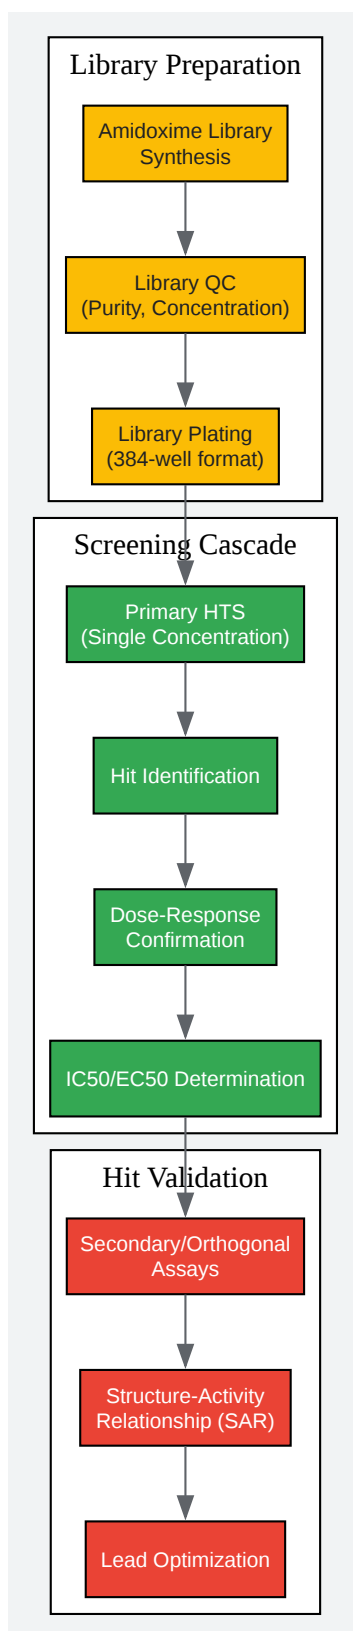 Library Preparation
Amidoxime Library
Synthesis
Library QC
(Purity, Concentration)
Library Plating
(384-well format)
Screening Cascade
Primary HTS
(Single Concentration)
Hit Identification
Dose-Response
Confirmation
IC50/EC50 Determination
Hit Validation
Secondary/Orthogonal
Assays
Structure-Activity
Relationship (SAR)
Lead Optimization